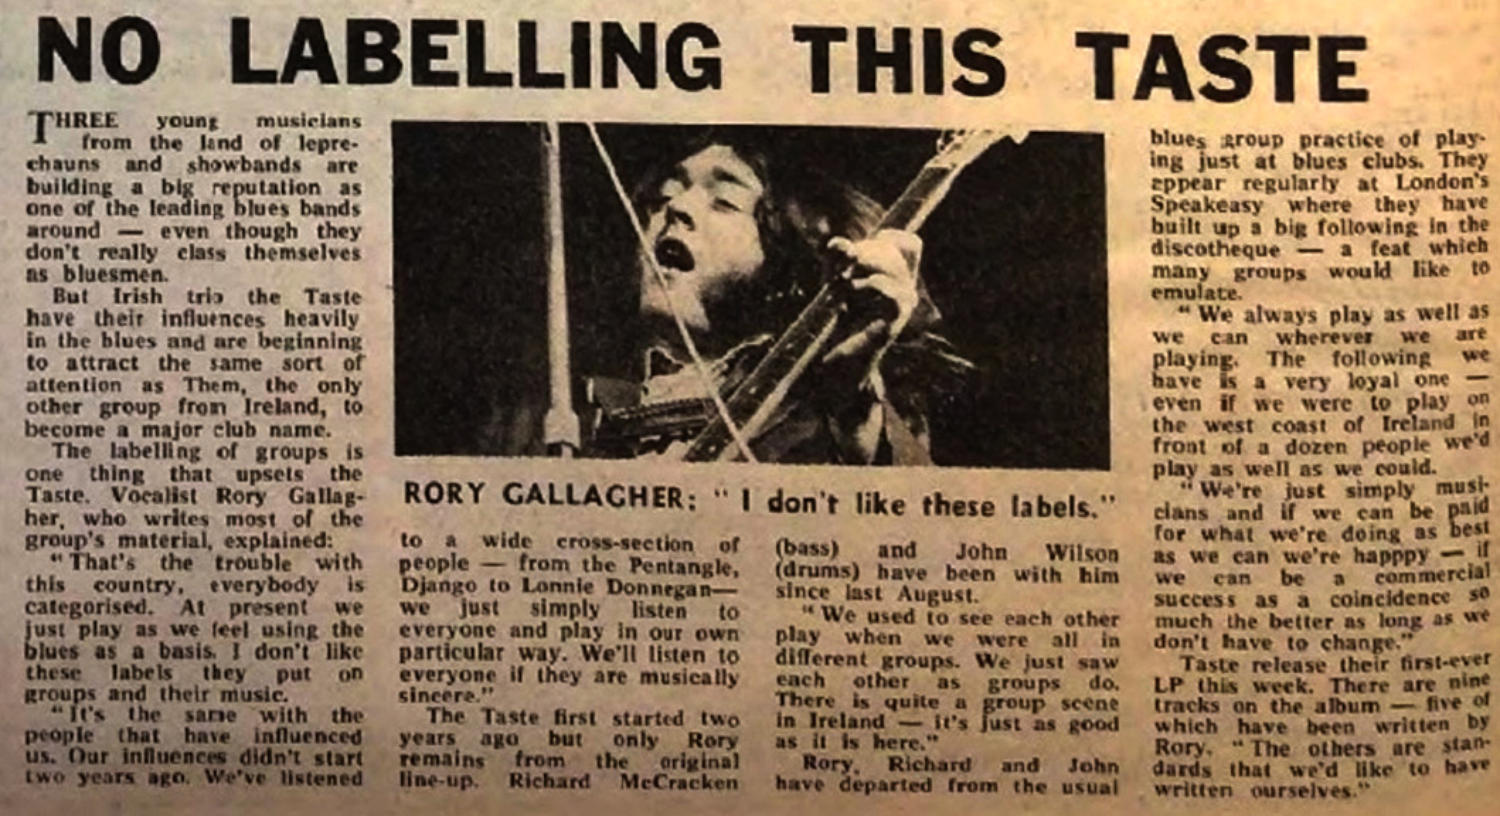 NO LABELLING THIS TASTE
THREE young musicians
from the land of lepre-
chauns and showbands are
building a big reputation as
one of the leading blues bands
around — even though they
don't really class themselves
as bluesmen.
But Irish trio the Taste
have their influences heavily
in the blues and are beginning
to attract the same sort of
attention as Them, the only
other group from Ireland, to
become a major club name.
The labelling of groups is
one thing that upsets the
Taste. Vocalist Rory Gallag-
her, who writes most of the
group's material, explained:
"That's the trouble with
this country, everybody is
categorised. At present we
just play as we feel using the
blues as a basis. I don't like
these labels they put on
groups and their music.
"It's the same with the
people that have influenced
us. Our influences didn't start
two years ago. We've listened
RORY GALLAGHER: "I don't like these labels."
to a wide cross-section of
people — from the Pentangle,
Django to Lonnie Donnegan—
we just simply listen to
everyone and play in our own
particular way. We'll listen to
everyone if they are musically
sincere."
The Taste first started two
years ago but only Rory
remains from the original
line-up. Richard McCracken
(bass) and John Wilson
(drums) have been with him
since last August.
"We used to see each other
play when we were all in
different groups. We just saw
each other as groups do.
There is quite a group scene
in Ireland — it's just as good
as it is here."
Rory, Richard and John
have departed from the usual
blues group practice of play-
ing just at blues clubs. They
appear regularly at London's
Speakeasy where they have
built up a big following in the
discotheque — a feat which
many groups would like to
emulate.
"We always play as well as
we can wherever we are
playing. The following we
have is a very loyal one —
even if we were to play on
the west coast of Ireland in
front of a dozen people we'd
play as well as we could.
"We're just simply musi-
cians and if we can be paid
for what we're doing as best
as we can we're happpy — if
we can be a commercial
success as a coincidence so
much the better as long as we
don't have to change."
Taste release their first-ever
LP this week. There are nine
tracks on the album — five of
which have been written by
Rory. "The others are stan-
dards that we'd like to have
written ourselves."